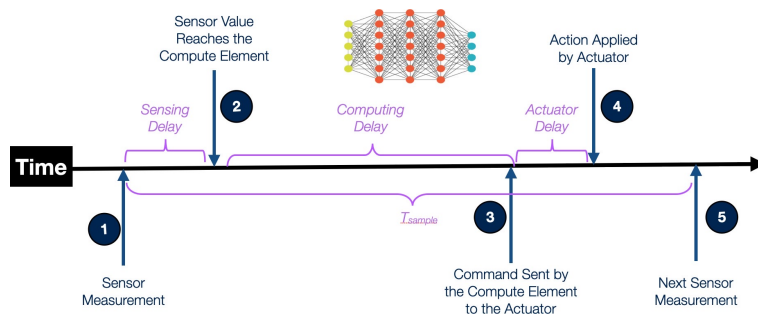 Sensor Value
Reaches the
Compute Element
Action Applied
by Actuator
Sensing
Delay
2
Computing
Delay
Actuator
Delay
4
Time
1
T.sample
3
5
Sensor
Measurement
Command Sent by
the Compute Element
to the Actuator
Next Sensor
Measurement